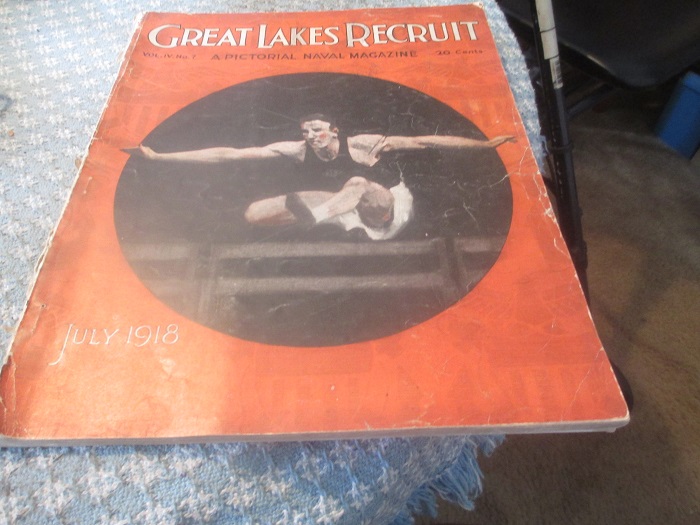 GREAT LAKES RECRUIT
VOL. IV. No. 7 A PICTORIAL NAVAL MAGAZINE 20 Cents
JULY 1918